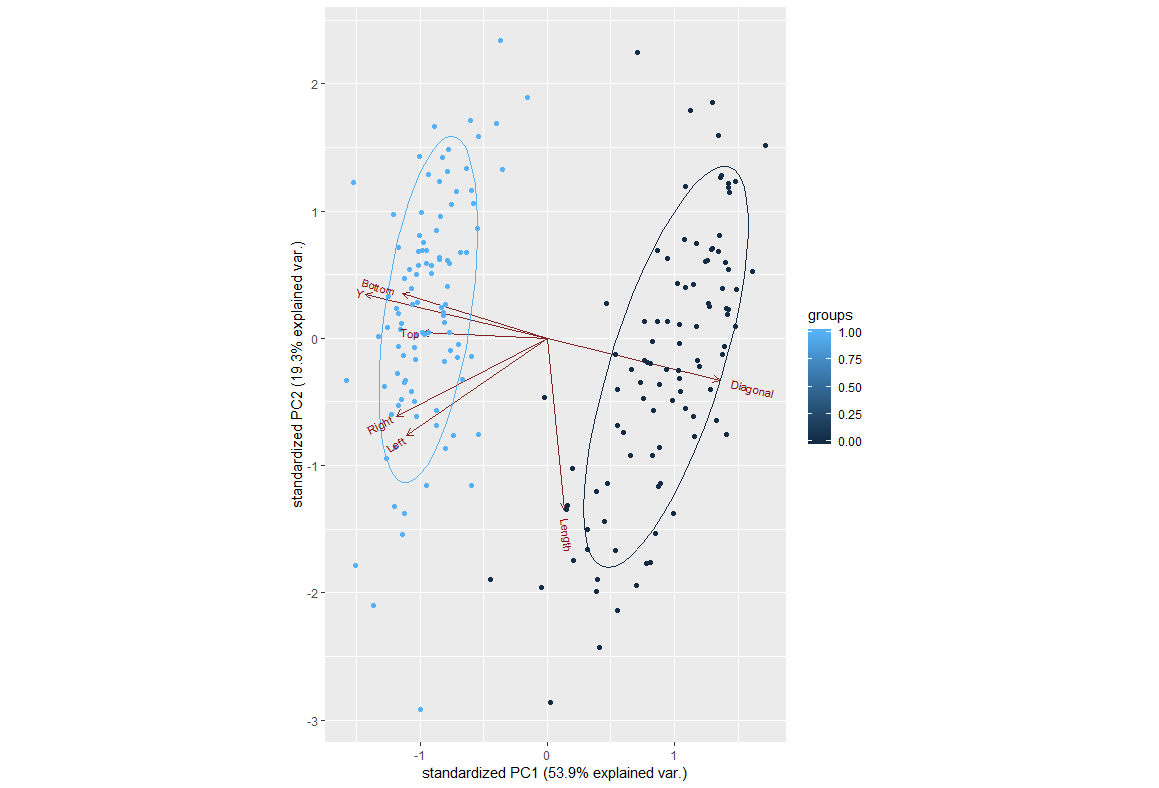 2
1
0
-1
-2
-3
standardized PC2 (19.3% explained var.)
Bottom
Y
Top
Right
Left
Length
Diagonal
-1
0
1
standardized PC1 (53.9% explained var.)
groups
1.00
0.75
0.50
0.25
0.00